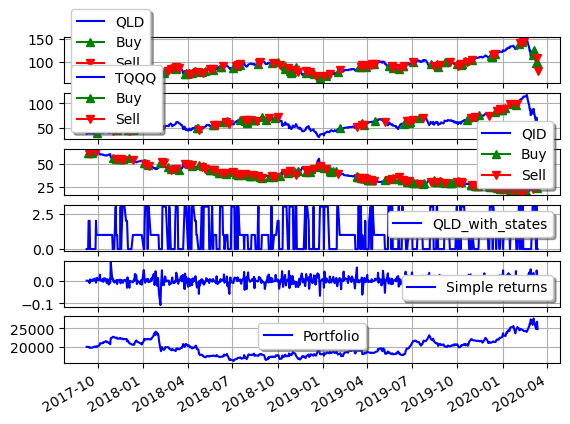 QLD
Buy
Sell
150
100
TQQQ
Buy
Sell
100
50
QID
Buy
Sell
50
25
2.5
0.0
QLD_with_states
0.0
−0.1
Simple returns
25000
20000
Portfolio
2017-10
2018-01
2018-04
2018-07
2018-10
2019-01
2019-04
2019-07
2019-10
2020-01
2020-04